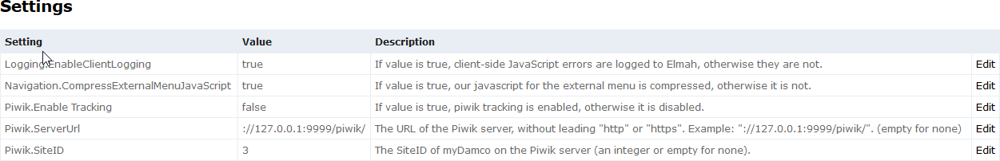 Settings
Setting Value Description
Logging.EnableClientLogging true If value is true, client-side JavaScript errors are logged to Elmah, otherwise they are not. Edit
Navigation.CompressExternalMenuJavaScript true If value is true, our javascript for the external menu is compressed, otherwise it is not. Edit
Piwik.Enable Tracking false If value is true, piwik tracking is enabled, otherwise it is disabled. Edit
Piwik.ServerUrl ://127.0.0.1:9999/piwik/ The URL of the Piwik server, without leading "http" or "https". Example: "://127.0.0.1:9999/piwik/". (empty for none) Edit
Piwik.SiteID 3 The SiteID of myDamco on the Piwik server (an integer or empty for none). Edit